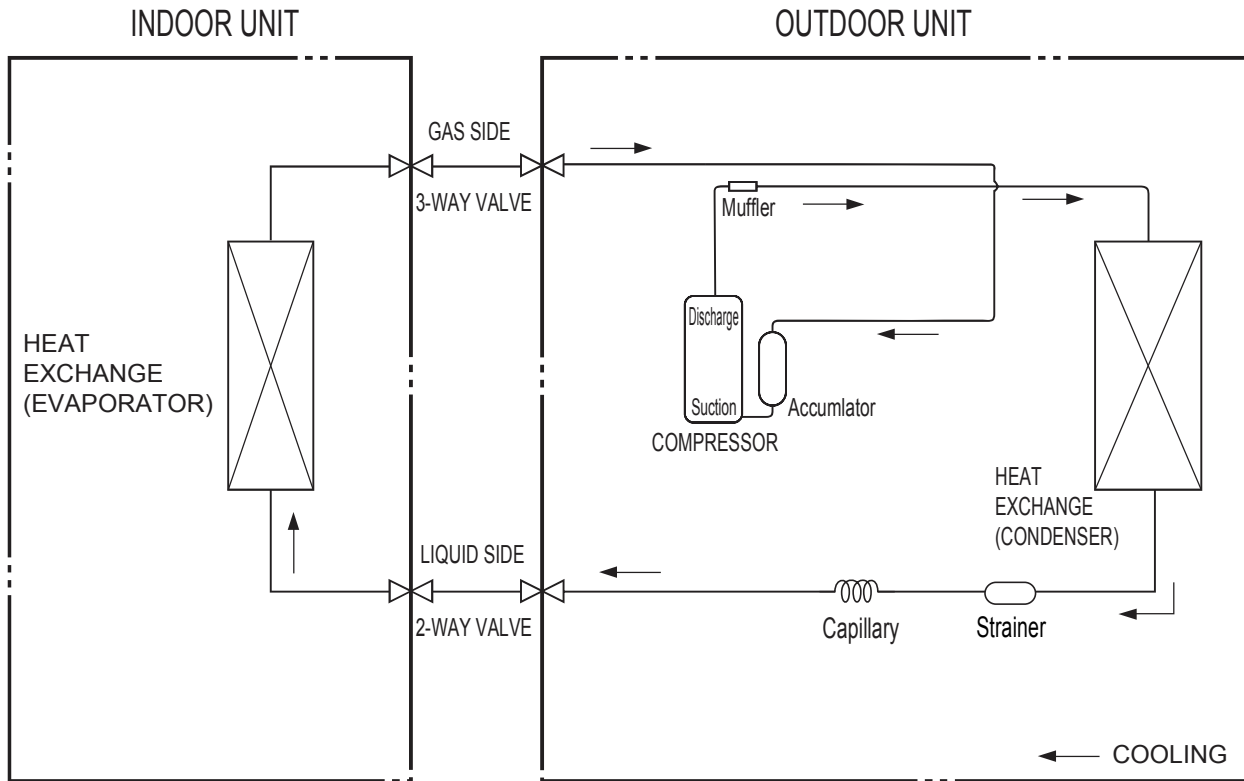 INDOOR UNIT
OUTDOOR UNIT
GAS SIDE
3-WAY VALVE
Muffler
Discharge
Suction
Accumlator
COMPRESSOR
HEAT
EXCHANGE
(EVAPORATOR)
HEAT
EXCHANGE
(CONDENSER)
LIQUID SIDE
2-WAY VALVE
Capillary
Strainer
COOLING